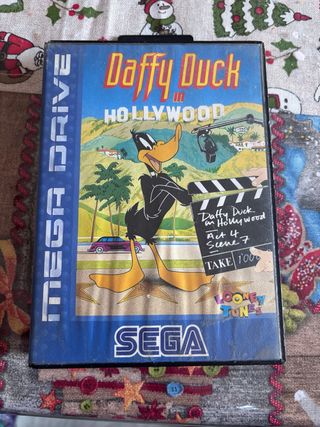 Daffy Duck
in
HOLLYWOOD
MEGA DRIVE
Daffy Duck
in Hollywood
Act 4
Scene 7
TAKE 100
LOONEY
TUNES
SEGA